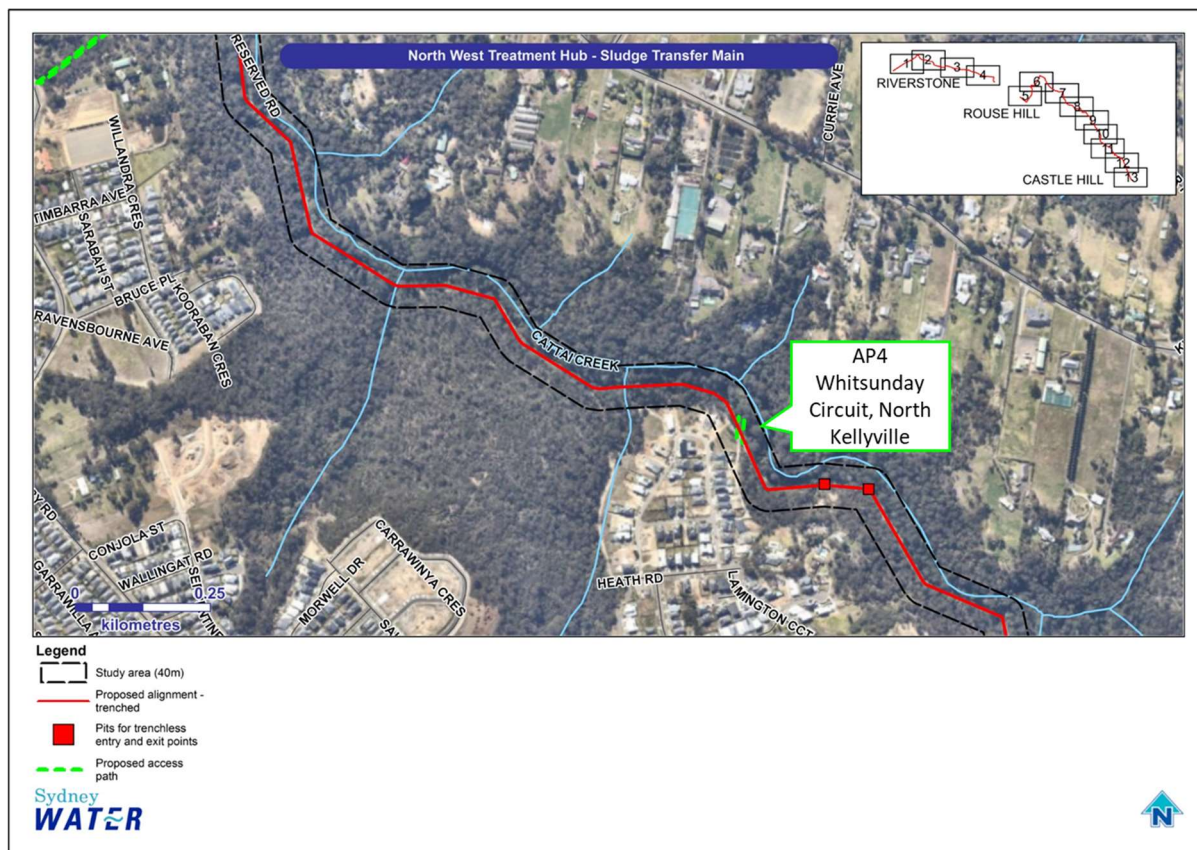 North West Treatment Hub - Sludge Transfer Main
RESERVED RD
CURRIE AVE
1
2
3
4
RIVERSTONE
5
6
7
8
9
10
ROUSE HILL
11
12
13
CASTLE HILL
WILLANDRA CRES
TIMBARRA AVE
SARABAH ST
BRUCE PL
KOORABAN CRES
RAVENSBOURNE AVE
CATTAI CREEK
K
AP4
Whitsunday
Circuit, North
Kellyville
CONJOLA ST
WALLINGAT RD
CARRAWINYA CRES
MORWELL DR
HEATH RD
LAMINGTON CCT
0 0.25
kilometres
Legend
Study area (40m)
Proposed alignment -
trenched
Pits for trenchless
entry and exit points
Proposed access
path
Sydney
WATER
N